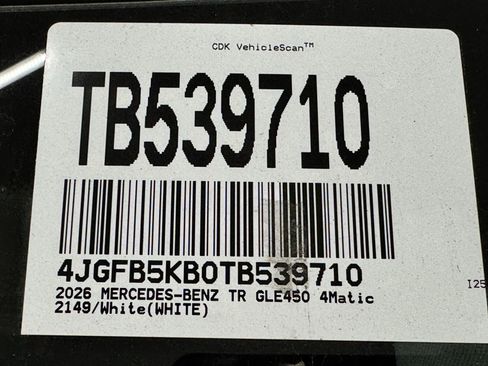 CDK VehicleScan™
TB539710
4JGFB5KB0TB539710
2026 MERCEDES-BENZ TR GLE450 4Matic
I25
2149/White(WHITE)